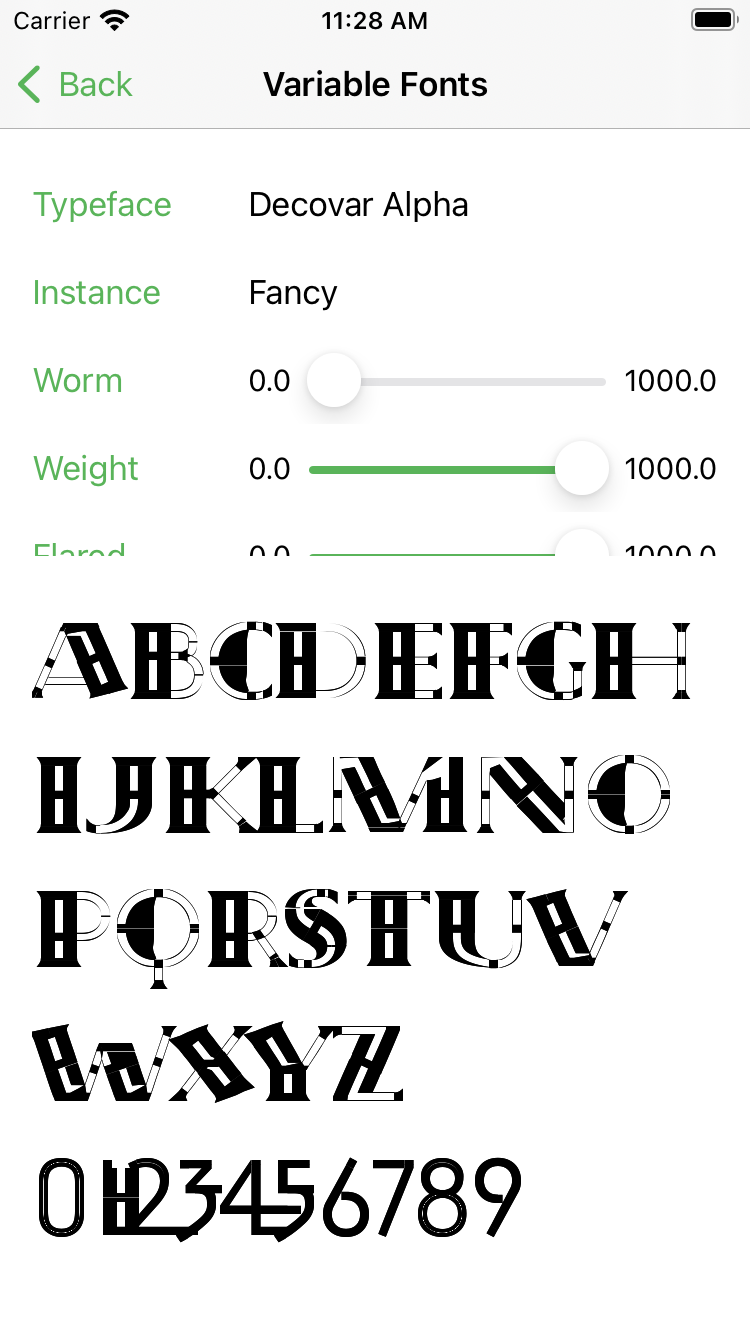 Carrier 11:28 AM
Back Variable Fonts
Typeface Decovar Alpha
Instance Fancy
Worm 0.0 1000.0
Weight 0.0 1000.0
Flared 0.0 1000.0
ABCDEFGH
IJKLMNO
PQRSTUV
WXYZ
0123456789